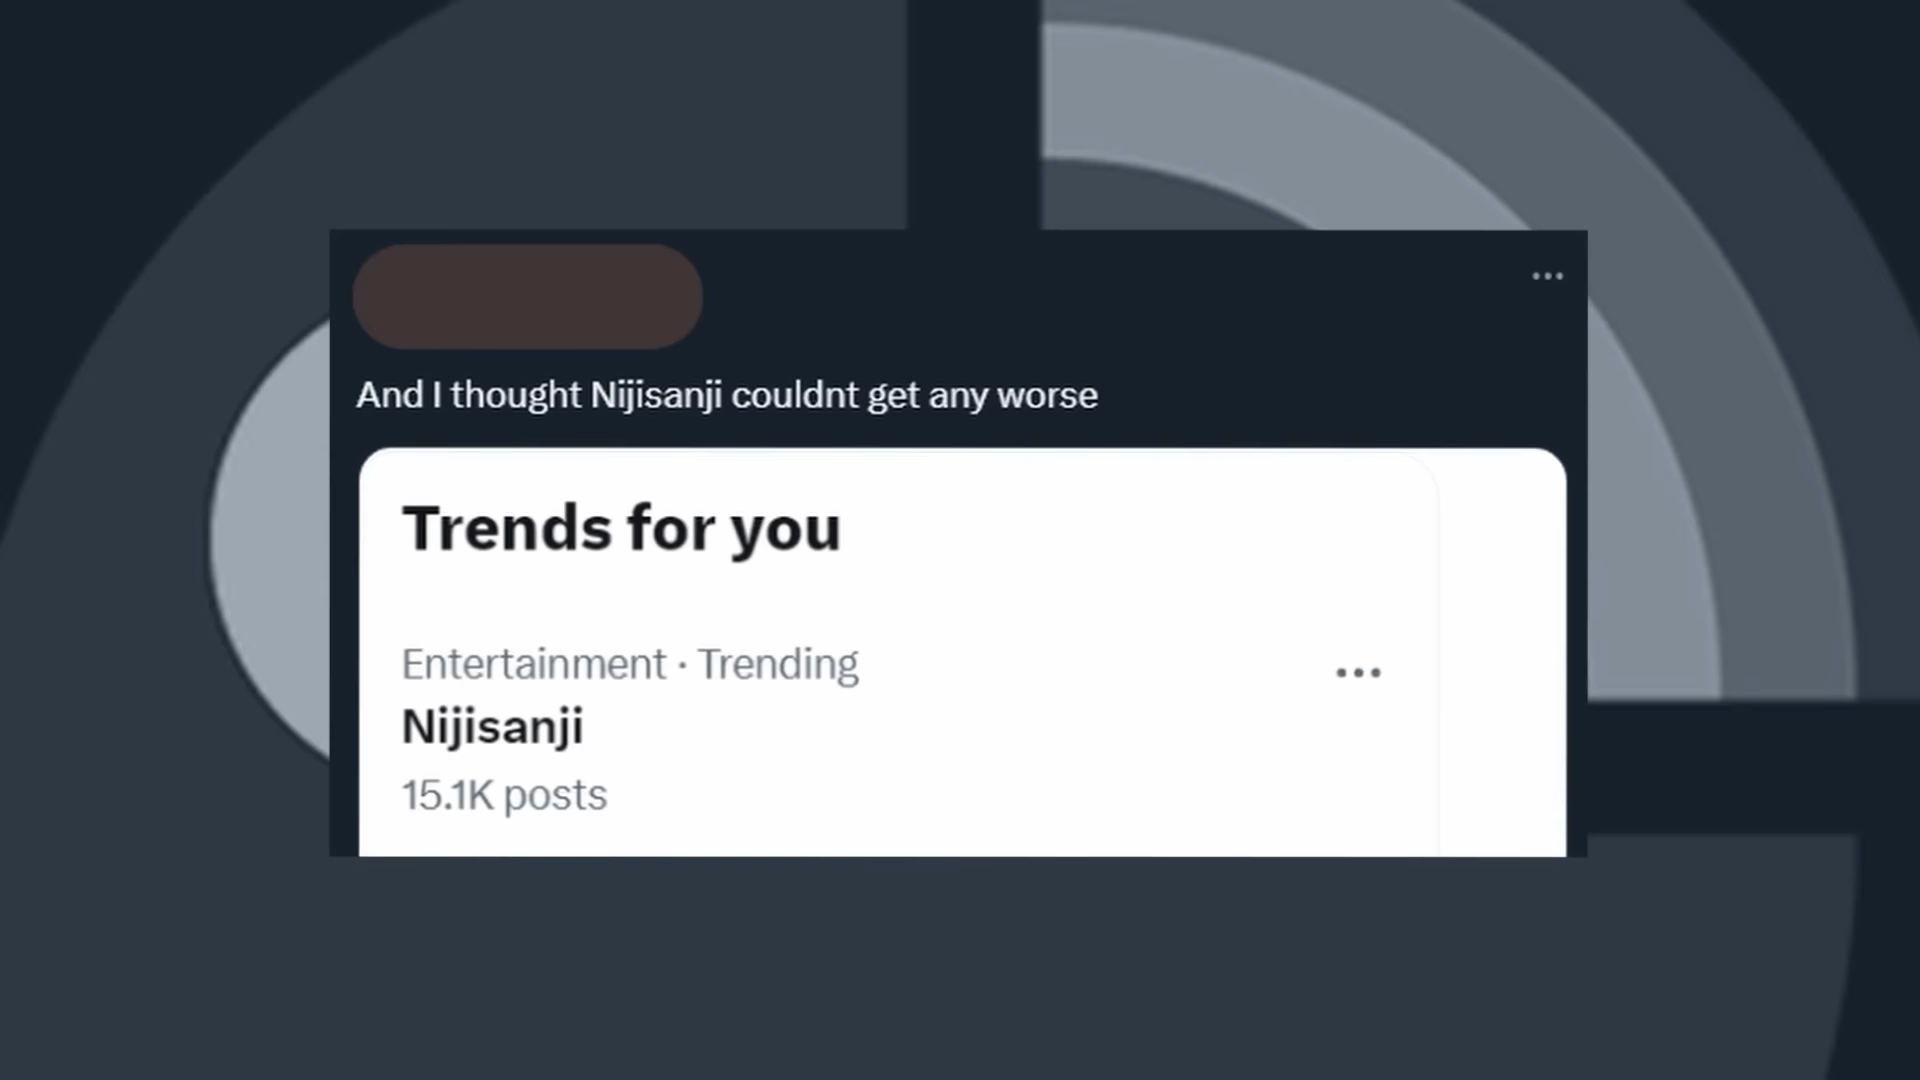 And I thought Nijisanji couldnt get any worse
Trends for you
Entertainment · Trending
Nijisanji
15.1K posts